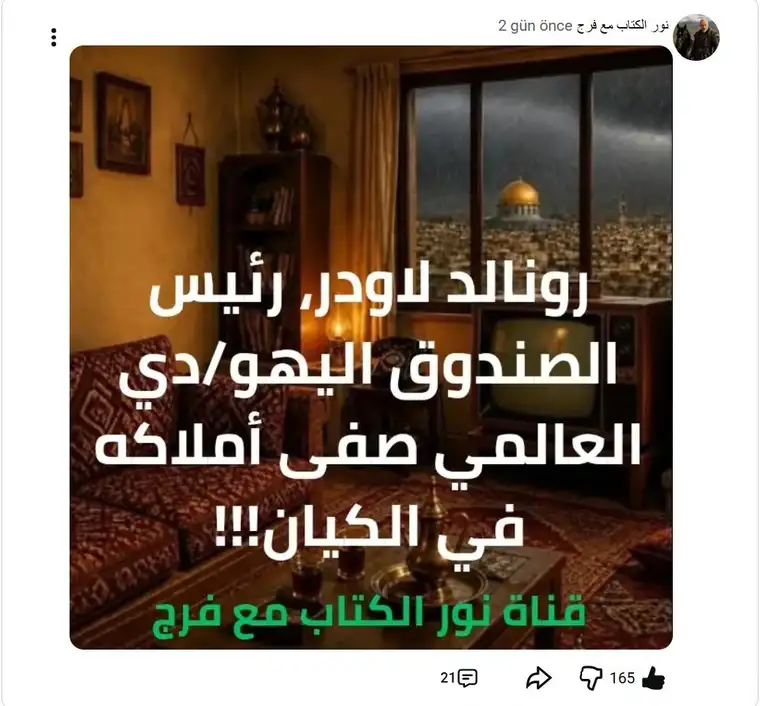 نور الكتاب مع فرج 2 gün önce
رونالد لاودر, رئيس
الصندوق اليهو/دي
العالمي صفى أملاكه
في الكيان!!!
قناة نور الكتاب مع فرج
165
21